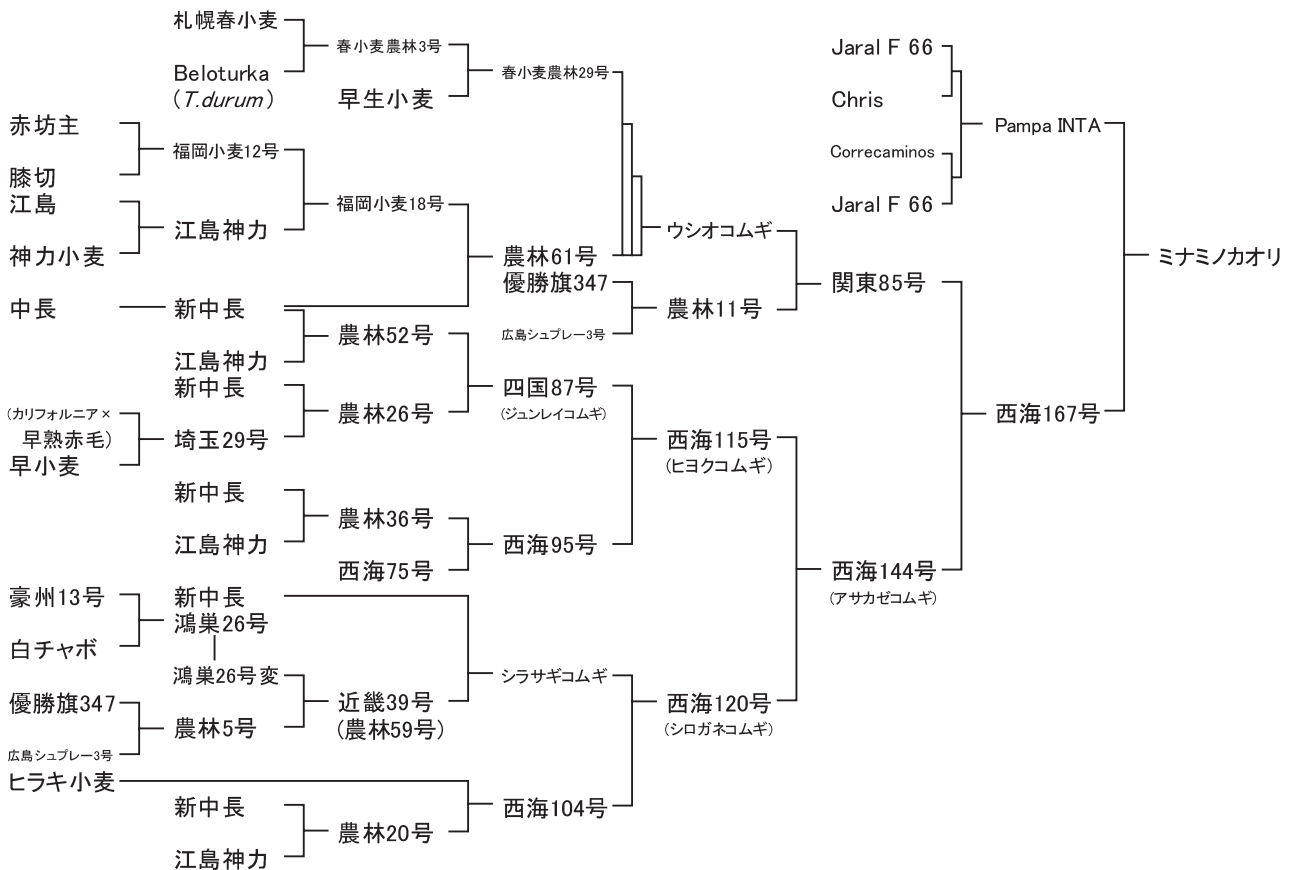 札幌春小麦
Beloturka
(T.durum)
春小麦農林3号
早生小麦
春小麦農林29号
赤坊主
膝切
福岡小麦12号
江島
神力小麦
江島神力
福岡小麦18号
中長
新中長
農林61号
ウシオコムギ
優勝旗347
広島シュプレー3号
農林11号
関東85号
Jaral F 66
Chris
Correcaminos
Jaral F 66
Pampa INTA
ミナミノカオリ
江島神力
農林52号
新中長
(カリフォルニア×
早熟赤毛)
早小麦
埼玉29号
農林26号
四国87号
(ジュンレイコムギ)
新中長
江島神力
農林36号
西海75号
西海95号
西海115号
(ヒヨクコムギ)
西海167号
豪州13号
白チャボ
新中長
鴻巣26号
鴻巣26号変
優勝旗347
広島シュプレー3号
農林5号
近畿39号
(農林59号)
シラサギコムギ
西海120号
(シロガネコムギ)
西海144号
(アサカゼコムギ)
ヒラキ小麦
新中長
江島神力
農林20号
西海104号